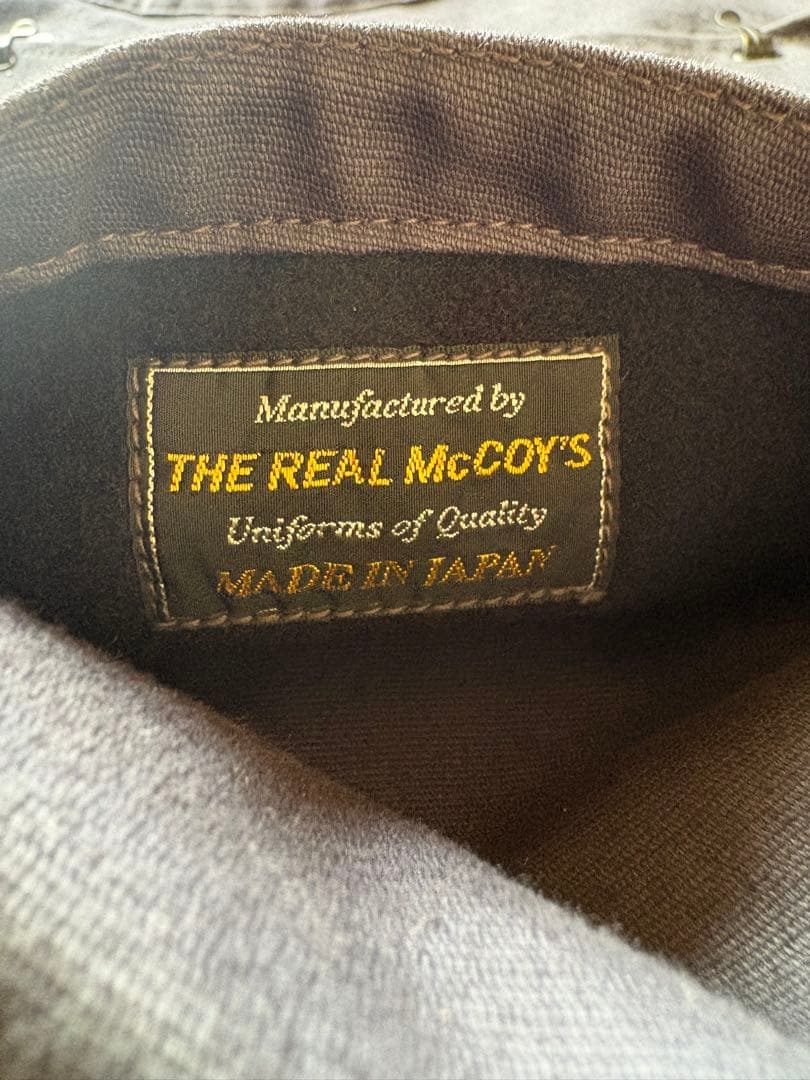 Manufactured by
THE REAL McCOY'S
Uniforms of Quality
MADE IN JAPAN